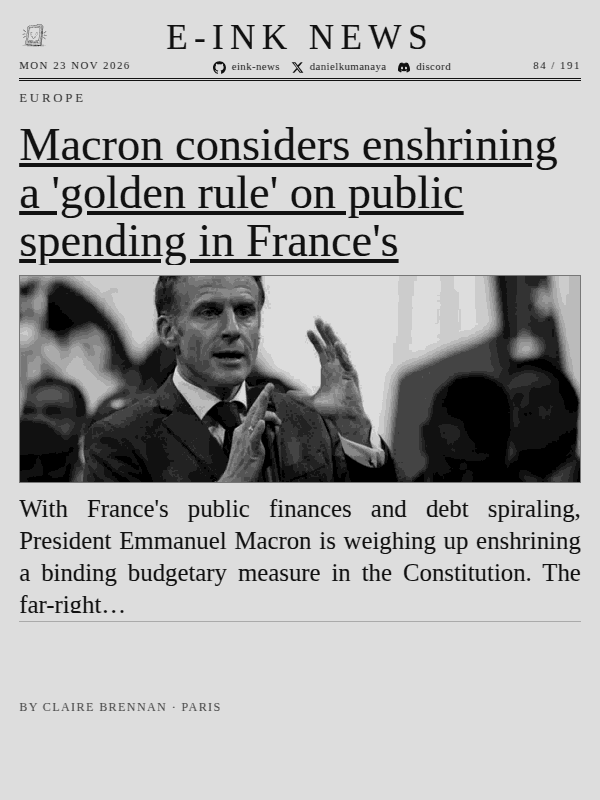 E-INK NEWS
MON 23 NOV 2026
eink-news danielkumanaya discord
84 / 191
EUROPE
Macron considers enshrining
a 'golden rule' on public
spending in France's
With France's public finances and debt spiraling,
President Emmanuel Macron is weighing up enshrining
a binding budgetary measure in the Constitution. The
far-right…
BY CLAIRE BRENNAN · PARIS